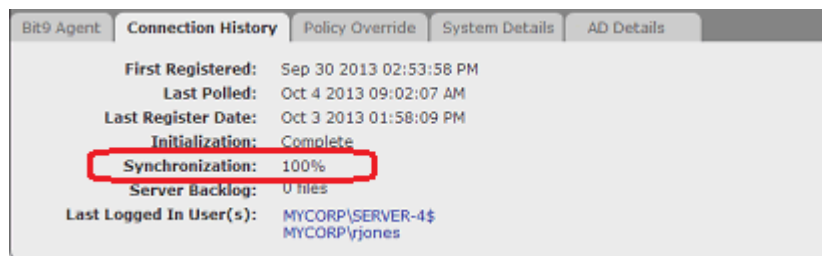 Bit9 Agent Connection History Policy Override System Details AD Details
First Registered: Sep 30 2013 02:53:58 PM
Last Polled: Oct 4 2013 09:02:07 AM
Last Register Date: Oct 3 2013 01:58:09 PM
Initialization: Complete
Synchronization: 100%
Server Backlog: 0 files
Last Logged In User(s): MYCORP\SERVER-4$
MYCORP\rjones